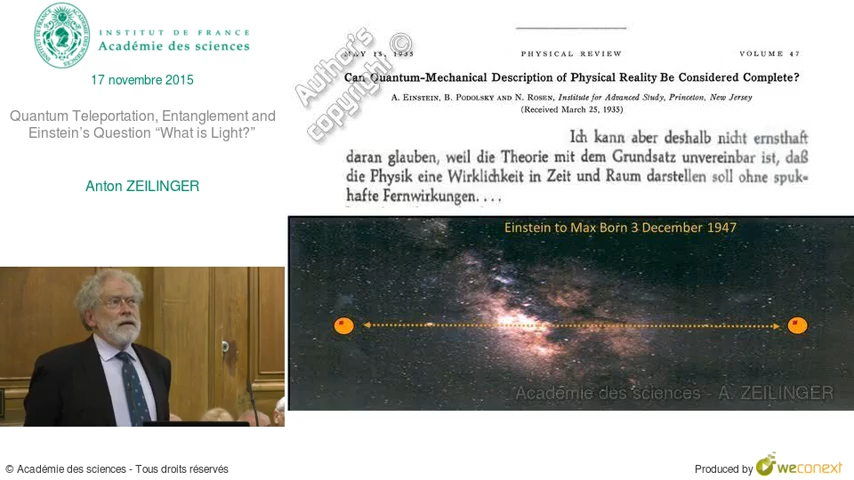 INSTITUT DE FRANCE
Académie des sciences
17 novembre 2015
Quantum Teleportation, Entanglement and
Einstein's Question “What is Light?”
Anton ZEILINGER
Author's
copyright ©
MAY 15, 1935 PHYSICAL REVIEW VOLUME 47
Can Quantum-Mechanical Description of Physical Reality Be Considered Complete?
A. EINSTEIN, B. PODOLSKY AND N. ROSEN, Institute for Advanced Study, Princeton, New Jersey
(Received March 25, 1935)
Ich kann aber deshalb nicht ernsthaft
daran glauben, weil die Theorie mit dem Grundsatz unvereinbar ist, daß
die Physik eine Wirklichkeit in Zeit und Raum darstellen soll ohne spuk=
hafte Fernwirkungen. . . .
Einstein to Max Born 3 December 1947
Académie des sciences - A. ZEILINGER
© Académie des sciences - Tous droits réservés
Produced by weconext